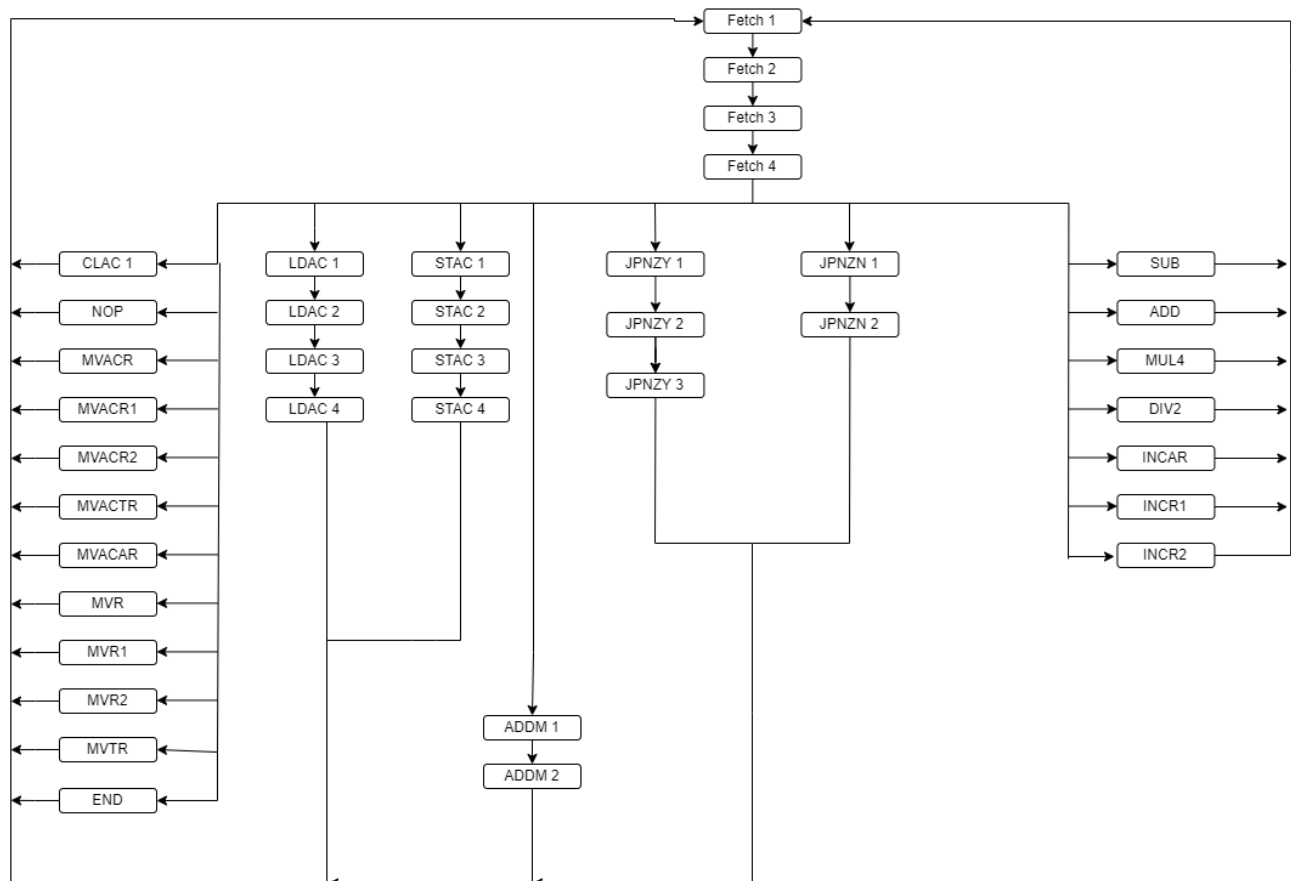 Fetch 1
Fetch 2
Fetch 3
Fetch 4
CLAC 1
NOP
MVACR
MVACR1
MVACR2
MVACTR
MVACAR
MVR
MVR1
MVR2
MVTR
END
LDAC 1
LDAC 2
LDAC 3
LDAC 4
STAC 1
STAC 2
STAC 3
STAC 4
ADDM 1
ADDM 2
JPNZY 1
JPNZY 2
JPNZY 3
JPNZN 1
JPNZN 2
SUB
ADD
MUL4
DIV2
INCAR
INCR1
INCR2